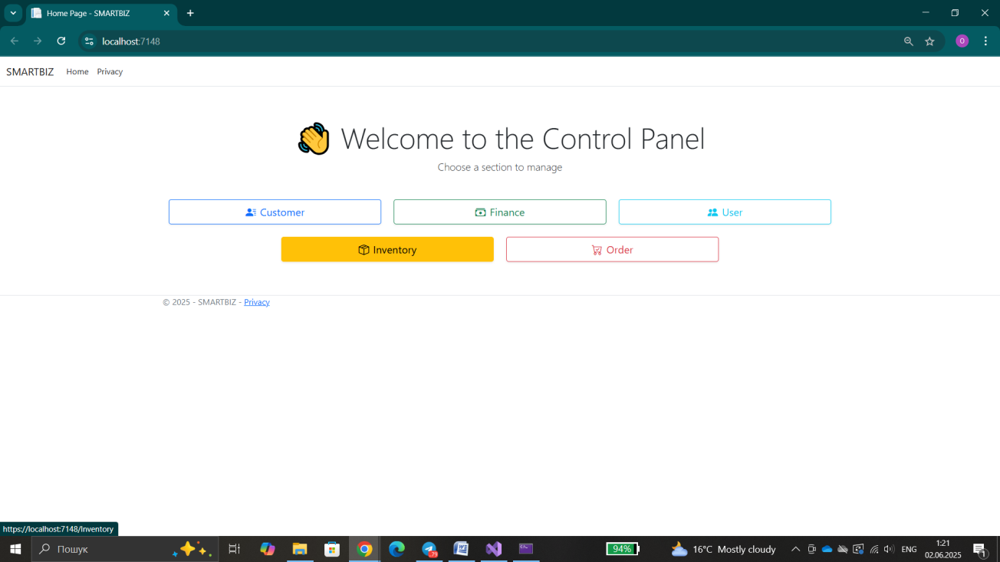 Home Page - SMARTBIZ
localhost:7148
O
SMARTBIZ Home Privacy
Welcome to the Control Panel
Choose a section to manage
Customer Finance User
Inventory Order
© 2025 - SMARTBIZ - Privacy
https://localhost:7148/Inventory
Пошук 79 94% 16°C Mostly cloudy ENG 1:21
02.06.2025 1